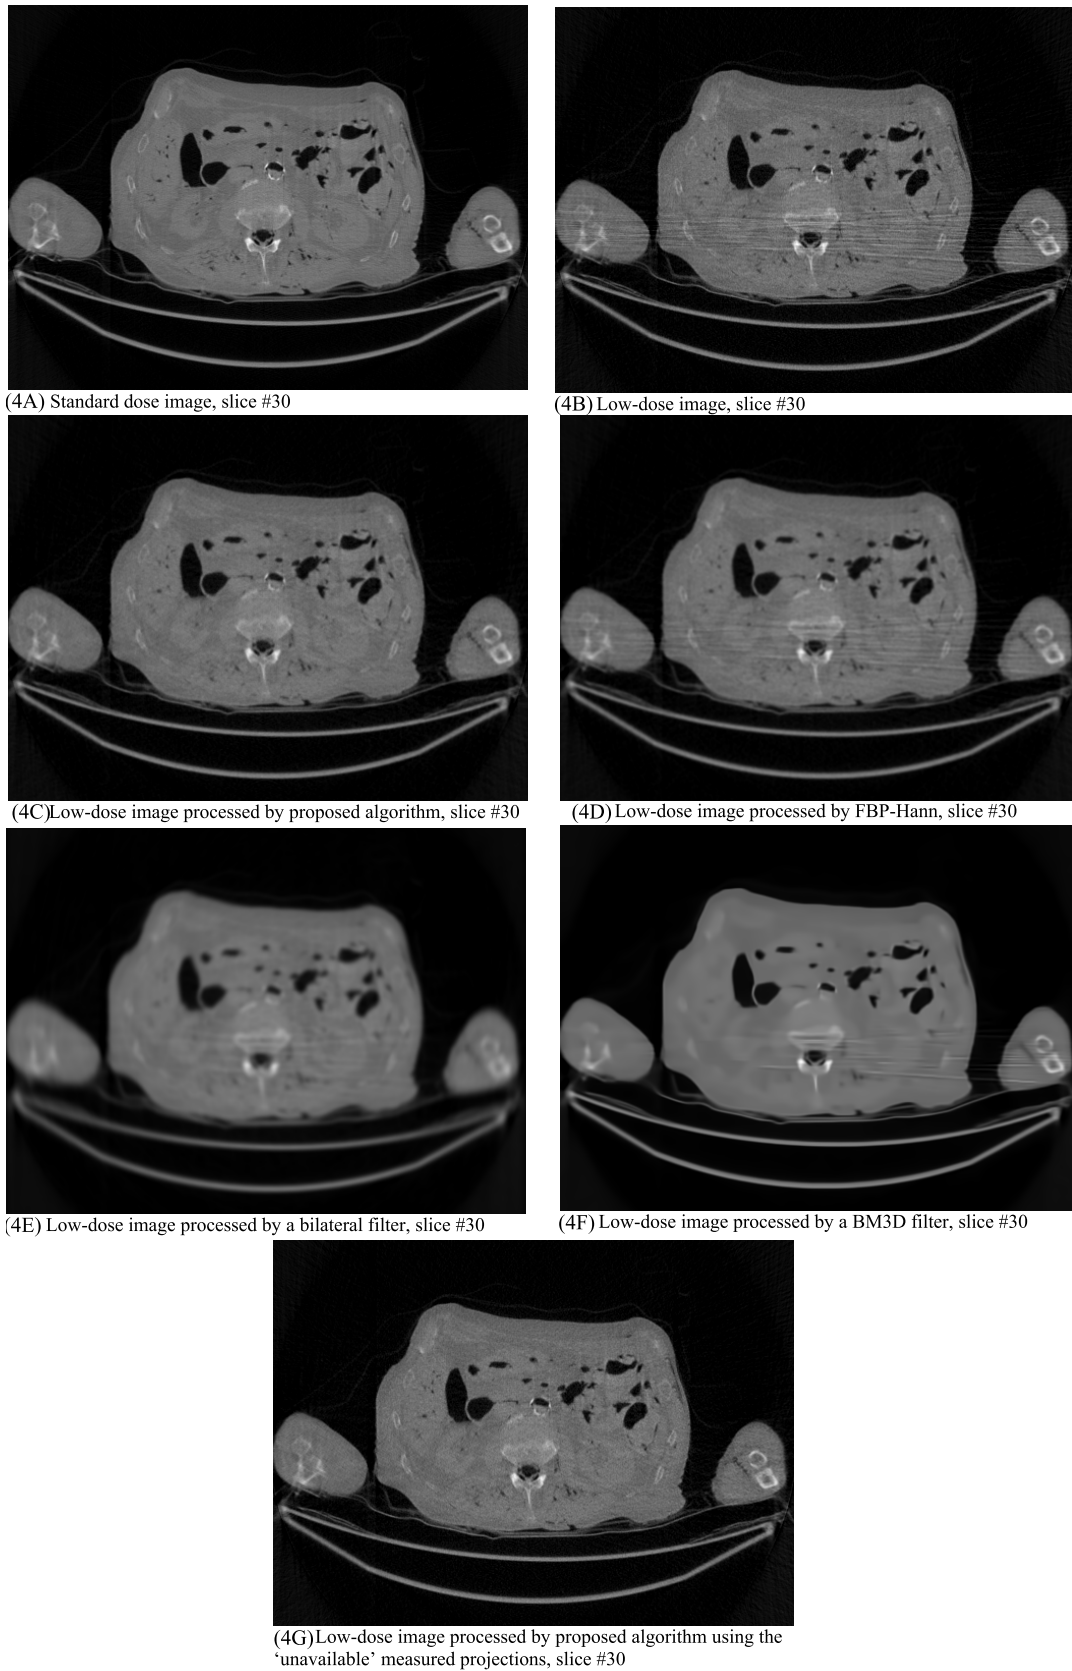 (4A) Standard dose image, slice #30
(4B) Low-dose image, slice #30
(4C)Low-dose image processed by proposed algorithm, slice #30
(4D) Low-dose image processed by FBP-Hann, slice #30
(4E) Low-dose image processed by a bilateral filter, slice #30
(4F) Low-dose image processed by a BM3D filter, slice #30
(4G)Low-dose image processed by proposed algorithm using the
‘unavailable’ measured projections, slice #30